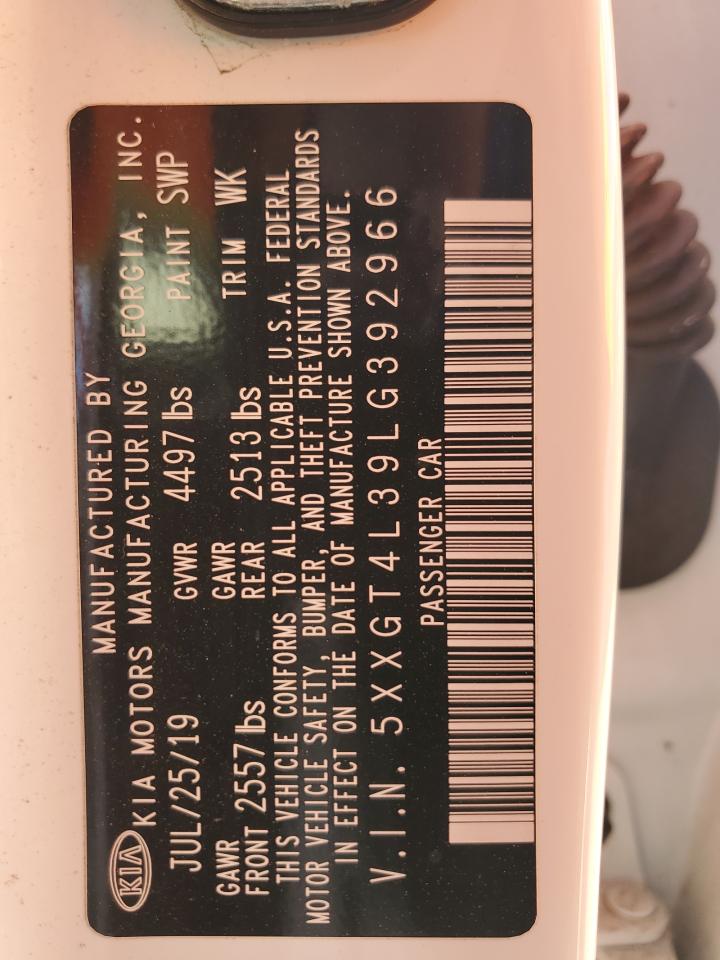 MANUFACTURED BY
KIA KIA MOTORS MANUFACTURING GEORGIA, INC.
JUL/25/19 GVWR 4497 lbs PAINT SWP
GAWR GAWR
FRONT 2557 lbs REAR 2513 lbs TRIM WK
THIS VEHICLE CONFORMS TO ALL APPLICABLE U.S.A. FEDERAL
MOTOR VEHICLE SAFETY, BUMPER, AND THEFT PREVENTION STANDARDS
IN EFFECT ON THE DATE OF MANUFACTURE SHOWN ABOVE.
V.I.N. 5XXGT4L39LG392966
PASSENGER CAR